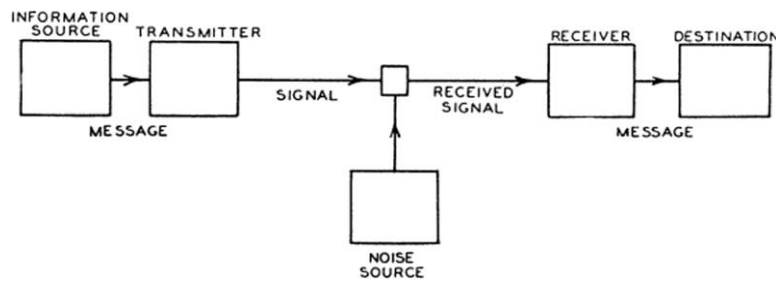 INFORMATION
SOURCE
TRANSMITTER
RECEIVER
DESTINATION
SIGNAL
RECEIVED
SIGNAL
MESSAGE
MESSAGE
NOISE
SOURCE